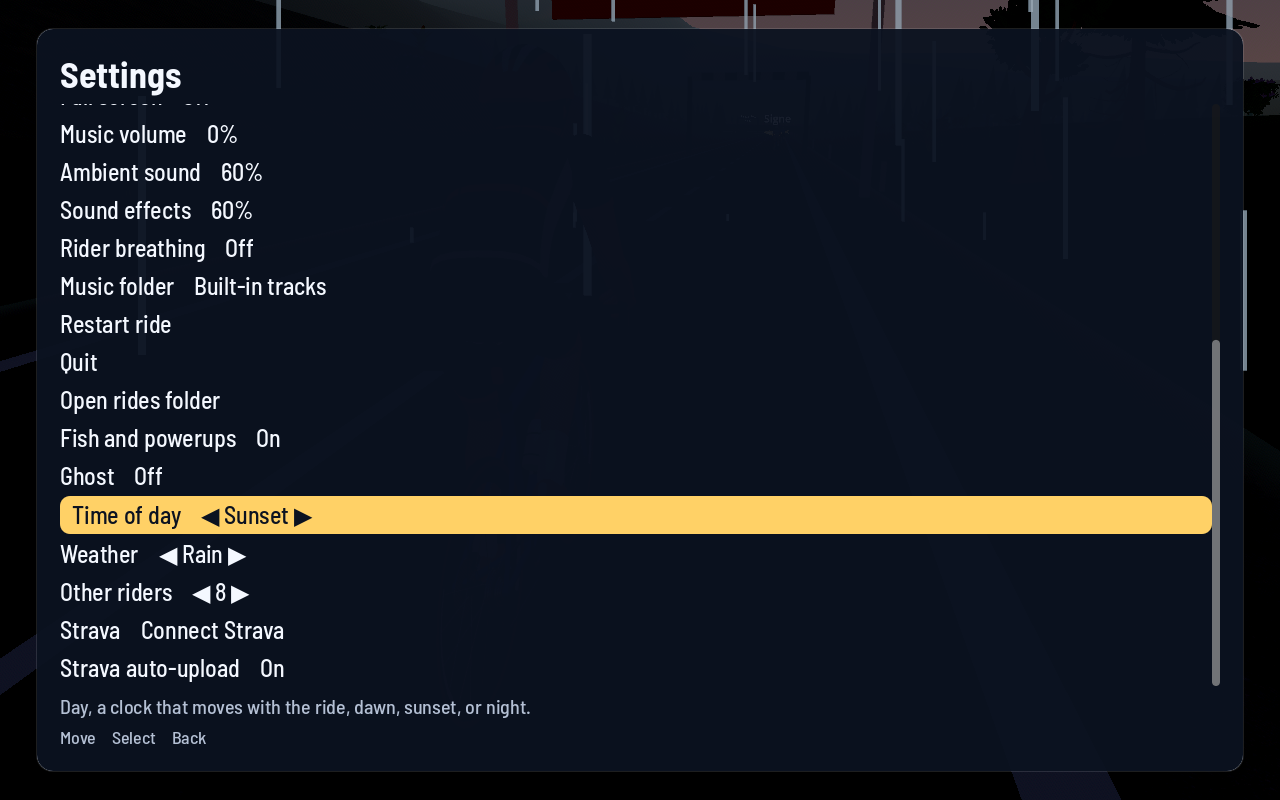 Settings
Music volume 0%
Ambient sound 60%
Sound effects 60%
Rider breathing Off
Music folder Built-in tracks
Restart ride
Quit
Open rides folder
Fish and powerups On
Ghost Off
Time of day ◀ Sunset ▶
Weather ◀ Rain ▶
Other riders ◀ 8 ▶
Strava Connect Strava
Strava auto-upload On
Day, a clock that moves with the ride, dawn, sunset, or night.
Move Select Back